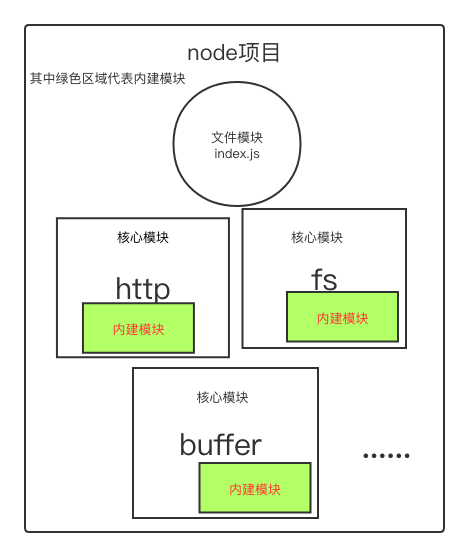 node项目
其中绿色区域代表内建模块
文件模块
index.js
核心模块
http
内建模块
核心模块
fs
内建模块
核心模块
buffer
内建模块
······